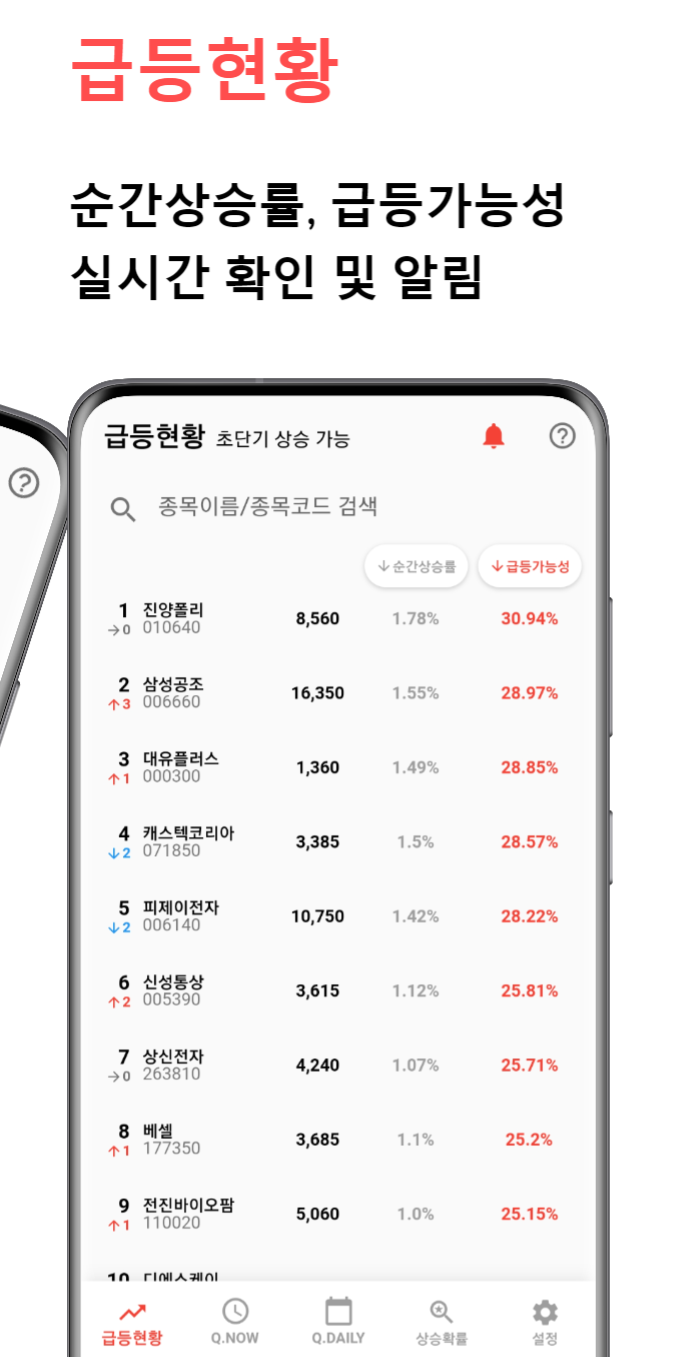 급등현황
순간상승률, 급등가능성
실시간 확인 및 알림
급등현황 초단기 상승 가능
종목이름/종목코드 검색
↓순간상승률 ↓급등가능성
1 진양폴리 8,560 1.78% 30.94%
→0 010640
2 삼성공조 16,350 1.55% 28.97%
↑3 006660
3 대유플러스 1,360 1.49% 28.85%
↑1 000300
4 캐스텍코리아 3,385 1.5% 28.57%
↓2 071850
5 피제이전자 10,750 1.42% 28.22%
↓2 006140
6 신성통상 3,615 1.12% 25.81%
↑2 005390
7 상신전자 4,240 1.07% 25.71%
→0 263810
8 베셀 3,685 1.1% 25.2%
↑1 177350
9 전진바이오팜 5,060 1.0% 25.15%
↑1 110020
10 디에스케이
급등현황 Q.NOW Q.DAILY 상승확률 설정